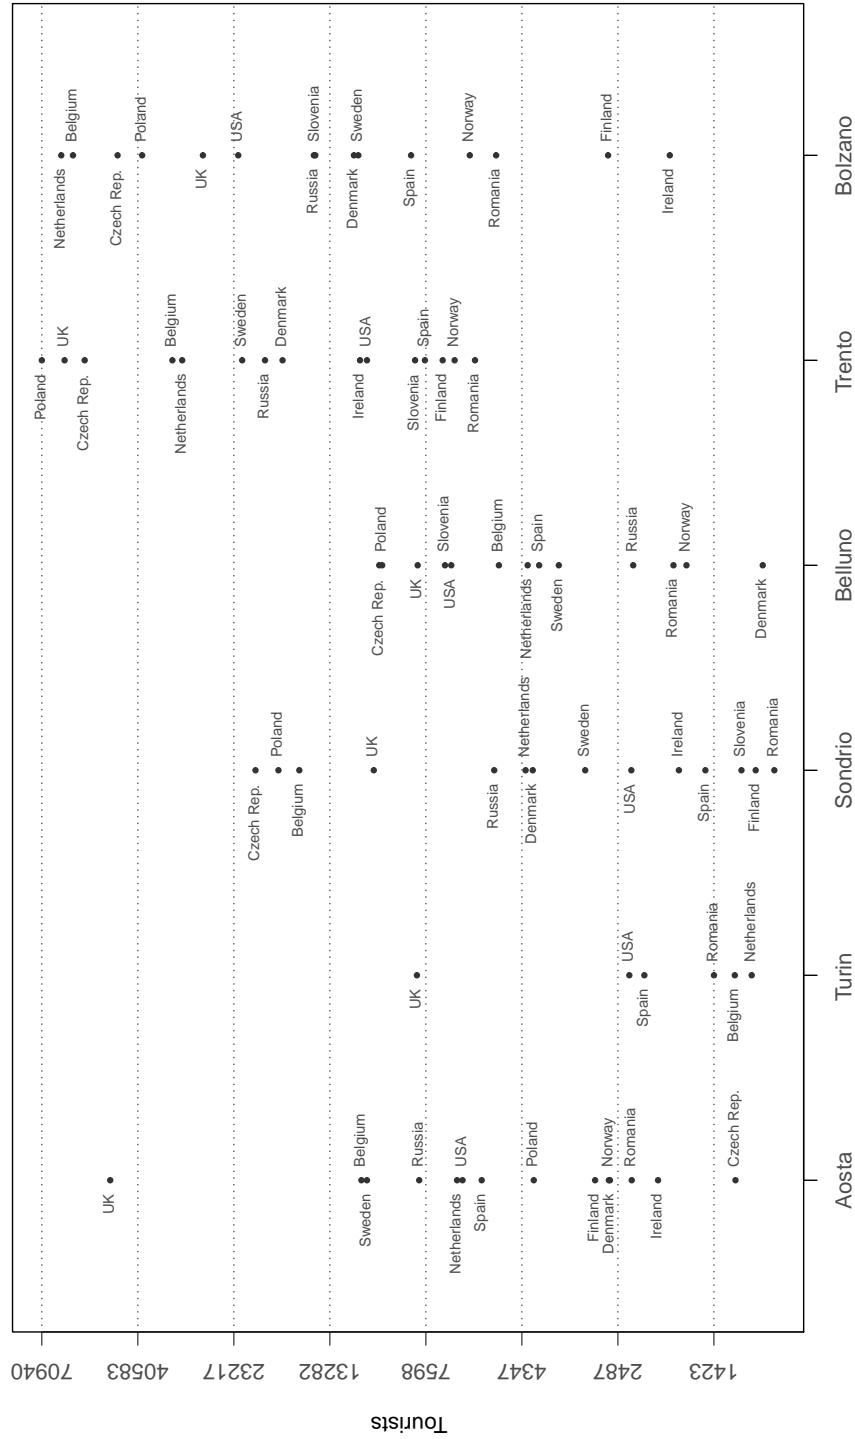 Tourists
70940
40583
23217
13282
7598
4347
2487
1423
UK
Belgium
Sweden
Russia
USA
Netherlands
Spain
Poland
Norway
Finland
Denmark
Romania
Ireland
Czech Rep.
UK
USA
Spain
Romania
Belgium
Netherlands
Czech Rep.
Poland
Belgium
UK
Russia
Netherlands
Denmark
Sweden
USA
Ireland
Spain
Slovenia
Finland
Romania
Czech Rep.
Poland
UK
Slovenia
USA
Belgium
Netherlands
Spain
Sweden
Russia
Romania
Norway
Denmark
Poland
UK
Czech Rep.
Belgium
Netherlands
Sweden
Russia
Denmark
Ireland
USA
Slovenia
Spain
Finland
Norway
Romania
Netherlands
Belgium
Czech Rep.
Poland
UK
USA
Russia
Slovenia
Denmark
Sweden
Spain
Norway
Romania
Finland
Ireland
Aosta
Turin
Sondrio
Belluno
Trento
Bolzano